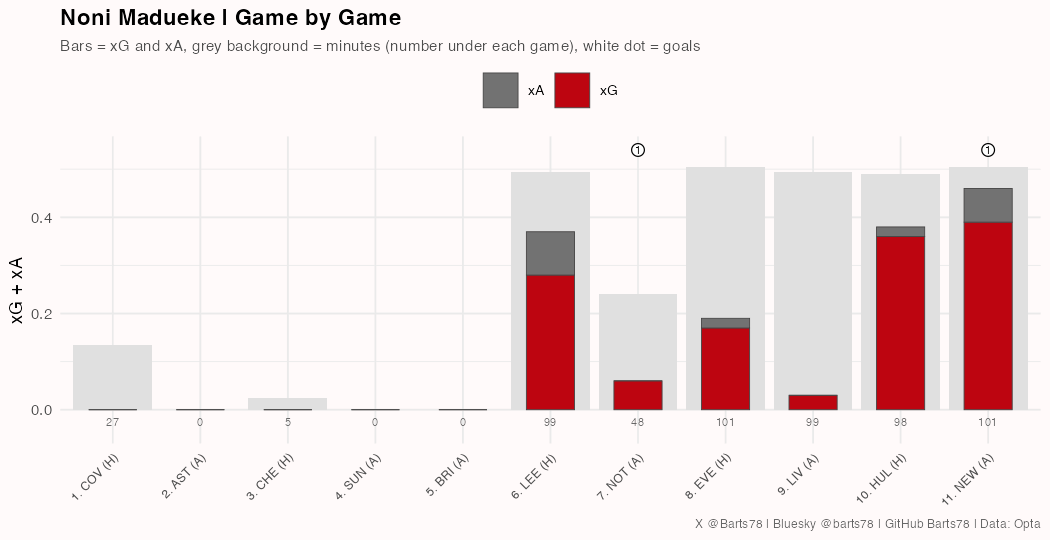 Noni Madueke | Game by Game
Bars = xG and xA, grey background = minutes (number under each game), white dot = goals
xA
xG
1
1
xG + xA
0.4
0.2
0.0
27
0
5
0
0
99
48
101
99
98
101
1. COV (H)
2. AST (A)
3. CHE (H)
4. SUN (A)
5. BRI (A)
6. LEE (H)
7. NOT (A)
8. EVE (H)
9. LIV (A)
10. HUL (H)
11. NEW (A)
X @Barts78 | Bluesky @barts78 | GitHub Barts78 | Data: Opta